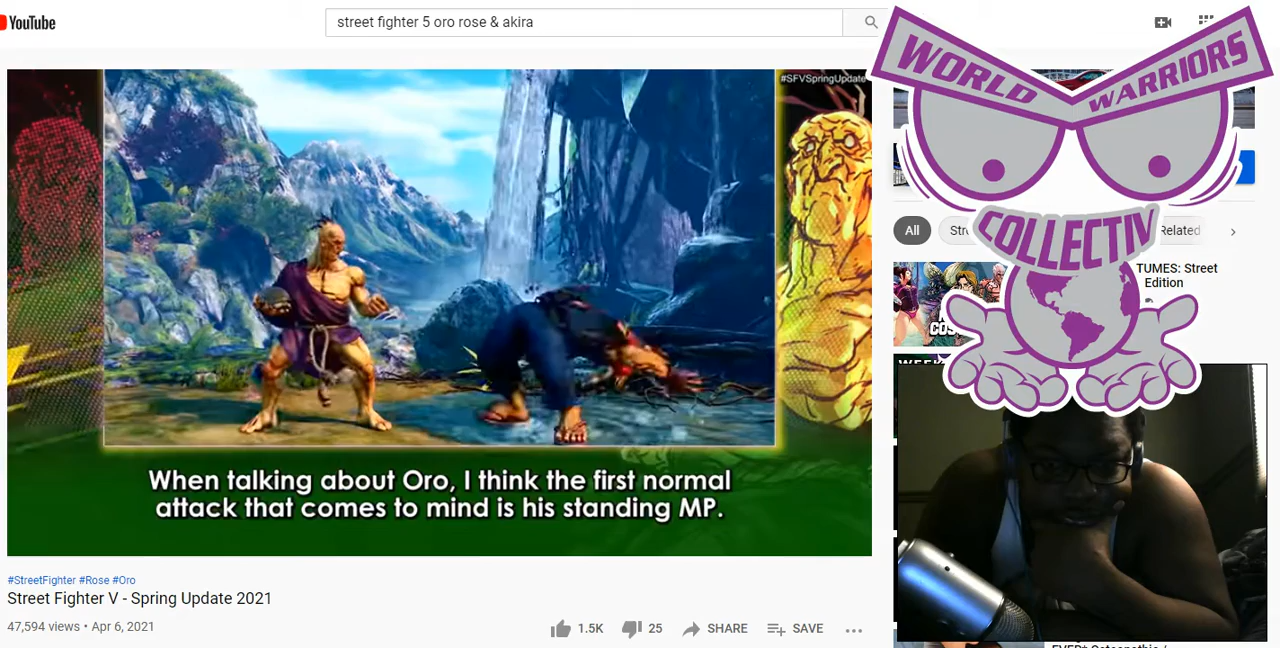 YouTube
street fighter 5 oro rose & akira
#SFVSpringUpdate
WORLD WARRIORS
COLLECTIV
All
Related
TUMES: Street
Edition
When talking about Oro, I think the first normal
attack that comes to mind is his standing MP.
#StreetFighter #Rose #Oro
Street Fighter V - Spring Update 2021
47,594 views • Apr 6, 2021
1.5K
25
SHARE
SAVE